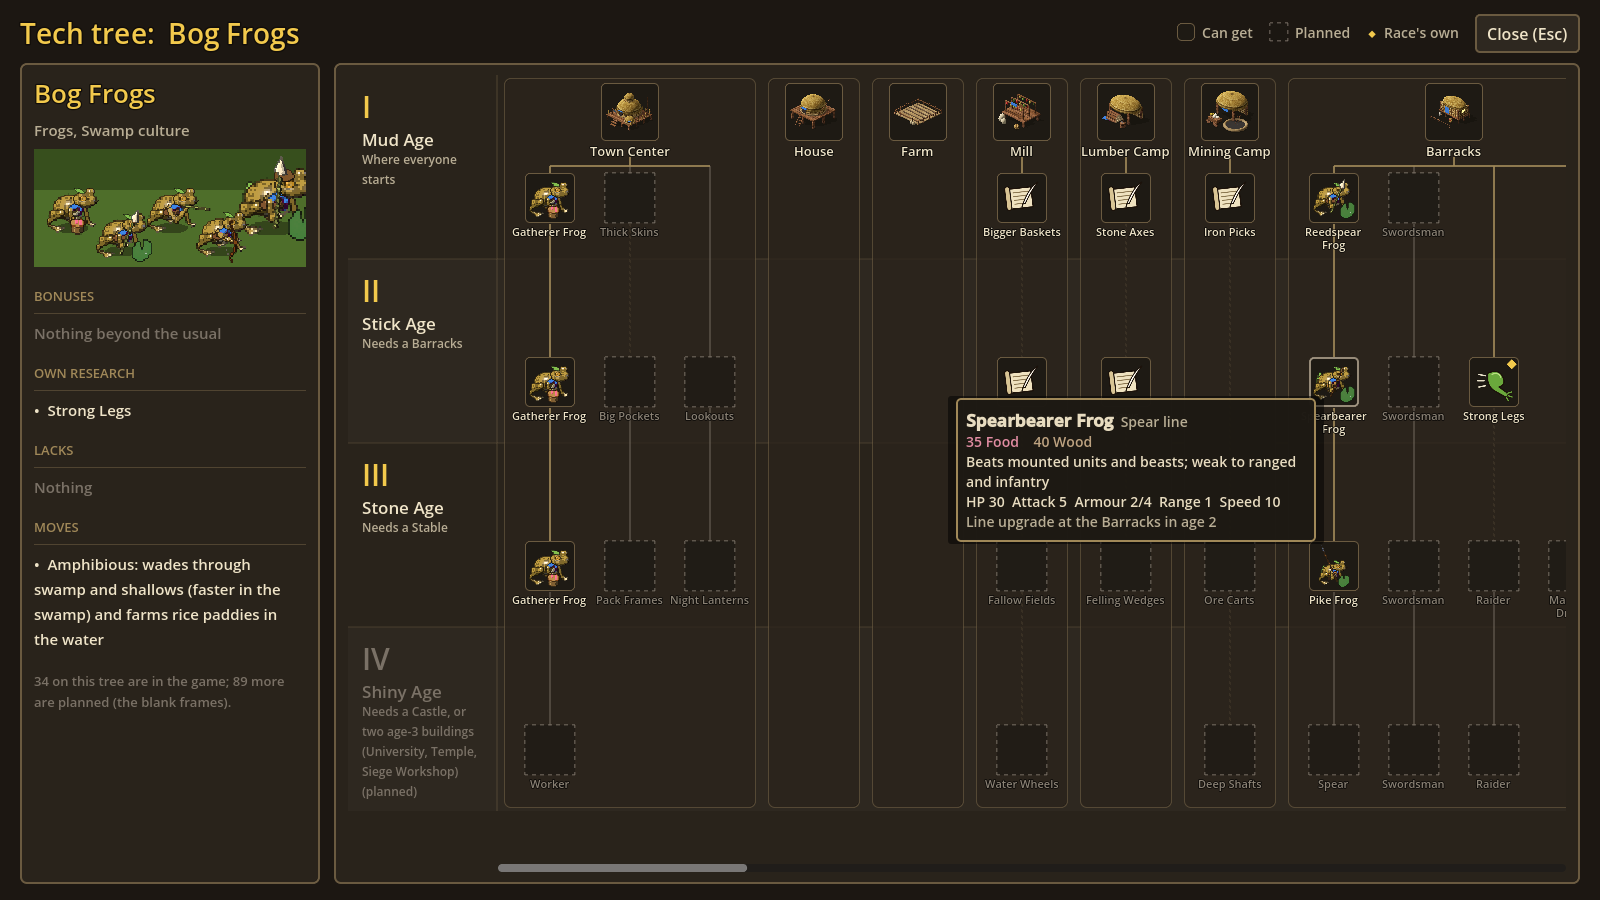 Tech tree: Bog Frogs
Can get
Planned
Race's own
Close (Esc)
Bog Frogs
Frogs, Swamp culture
BONUSES
Nothing beyond the usual
OWN RESEARCH
• Strong Legs
LACKS
Nothing
MOVES
• Amphibious: wades through
swamp and shallows (faster in the
swamp) and farms rice paddies in
the water
34 on this tree are in the game; 89 more
are planned (the blank frames).
I
Mud Age
Where everyone
starts
Town Center
House
Farm
Mill
Lumber Camp
Mining Camp
Barracks
Gatherer Frog
Thick Skins
Bigger Baskets
Stone Axes
Iron Picks
Reedspear
Frog
Swordsman
II
Stick Age
Needs a Barracks
Gatherer Frog
Big Pockets
Lookouts
earbearer
Frog
Swordsman
Strong Legs
Spearbearer Frog Spear line
35 Food 40 Wood
Beats mounted units and beasts; weak to ranged
and infantry
HP 30 Attack 5 Armour 2/4 Range 1 Speed 10
Line upgrade at the Barracks in age 2
III
Stone Age
Needs a Stable
Gatherer Frog
Pack Frames
Night Lanterns
Fallow Fields
Felling Wedges
Ore Carts
Pike Frog
Swordsman
Raider
Ma
Dr
IV
Shiny Age
Needs a Castle, or
two age-3 buildings
(University, Temple,
Siege Workshop)
(planned)
Worker
Water Wheels
Deep Shafts
Spear
Swordsman
Raider